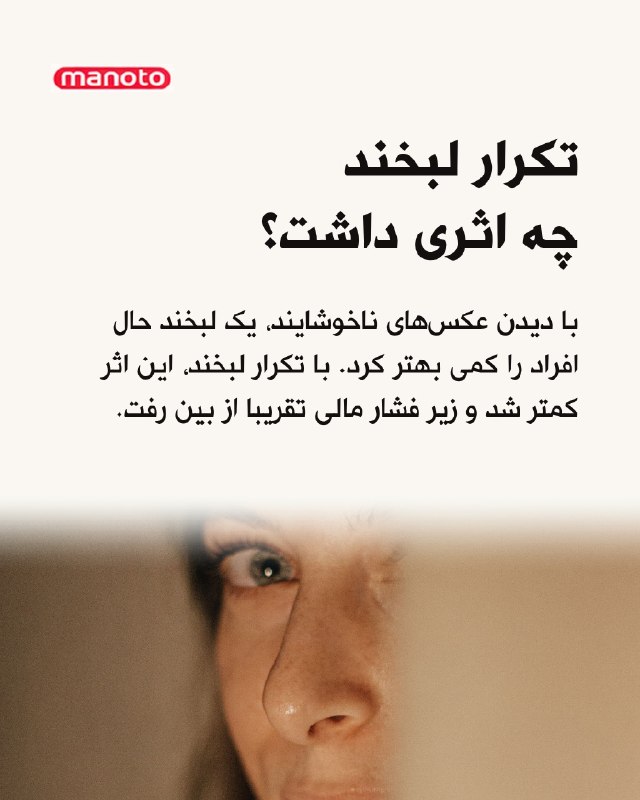 manoto
تکرار لبخند
چه اثری داشت؟
با دیدن عکس‌های ناخوشایند، یک لبخند حال
افراد را کمی بهتر کرد. با تکرار لبخند، این اثر
کمتر شد و زیر فشار مالی تقریبا از بین رفت.